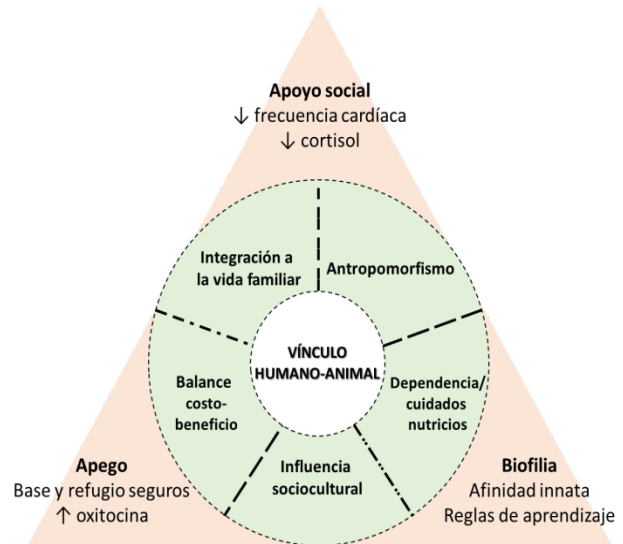 Apoyo social
↓ frecuencia cardíaca
↓ cortisol
Integración a
la vida familiar
Antropomorfismo
VÍNCULO
HUMANO-ANIMAL
Balance
costo-
beneficio
Dependencia/
cuidados
nutricios
Influencia
sociocultural
Apego
Base y refugio seguros
↑ oxitocina
Biofilia
Afinidad innata
Reglas de aprendizaje